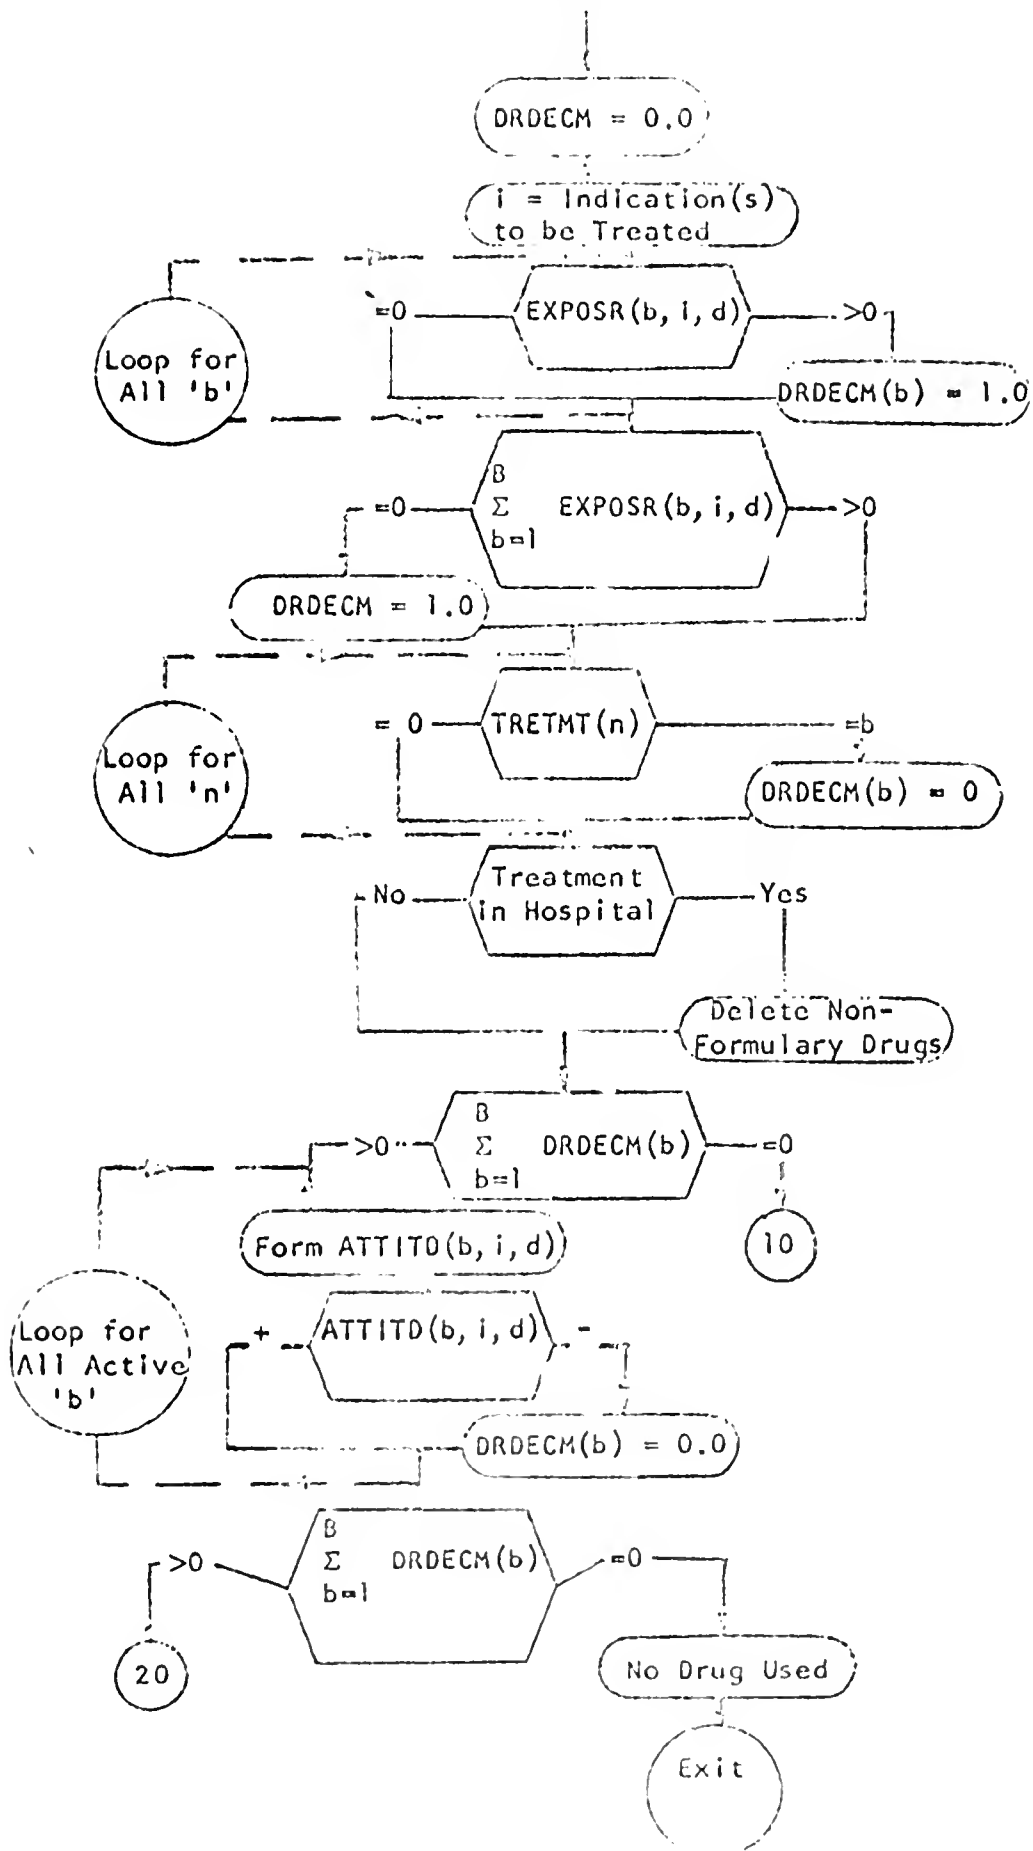 DRDECM = 0.0
i = Indication(s)
to be Treated
=0
EXPOSR(b, i, d)
>0
Loop for
All 'b'
DRDECM(b) = 1.0
B
=0
Σ EXPOSR(b, i, d)
>0
b=1
DRDECM = 1.0
= 0
TRETMT(n)
=b
Loop for
All 'n'
DRDECM(b) = 0
Treatment
in Hospital
No
Yes
Delete Non-
Formulary Drugs
B
>0
Σ DRDECM(b)
=0
b=1
Form ATTITD(b, i, d)
10
+
ATTITD(b, i, d)
-
Loop for
All Active
'b'
DRDECM(b) = 0.0
B
>0
Σ DRDECM(b)
=0
b=1
20
No Drug Used
Exit